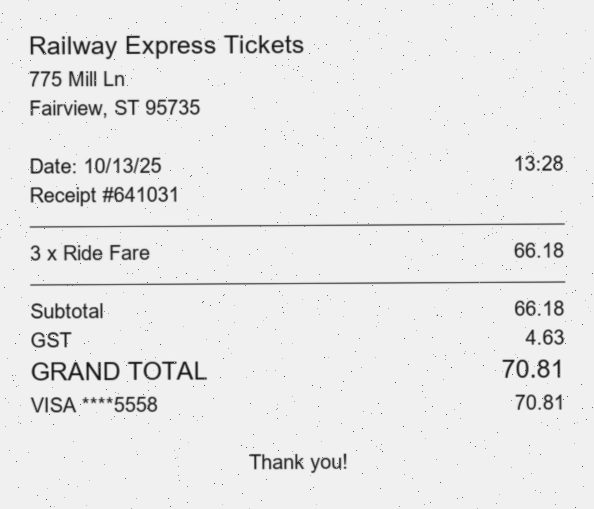 Railway Express Tickets
775 Mill Ln
Fairview, ST 95735
Date: 10/13/25 13:28
Receipt #641031
3 x Ride Fare 66.18
Subtotal 66.18
GST 4.63
GRAND TOTAL 70.81
VISA ****5558 70.81
Thank you!